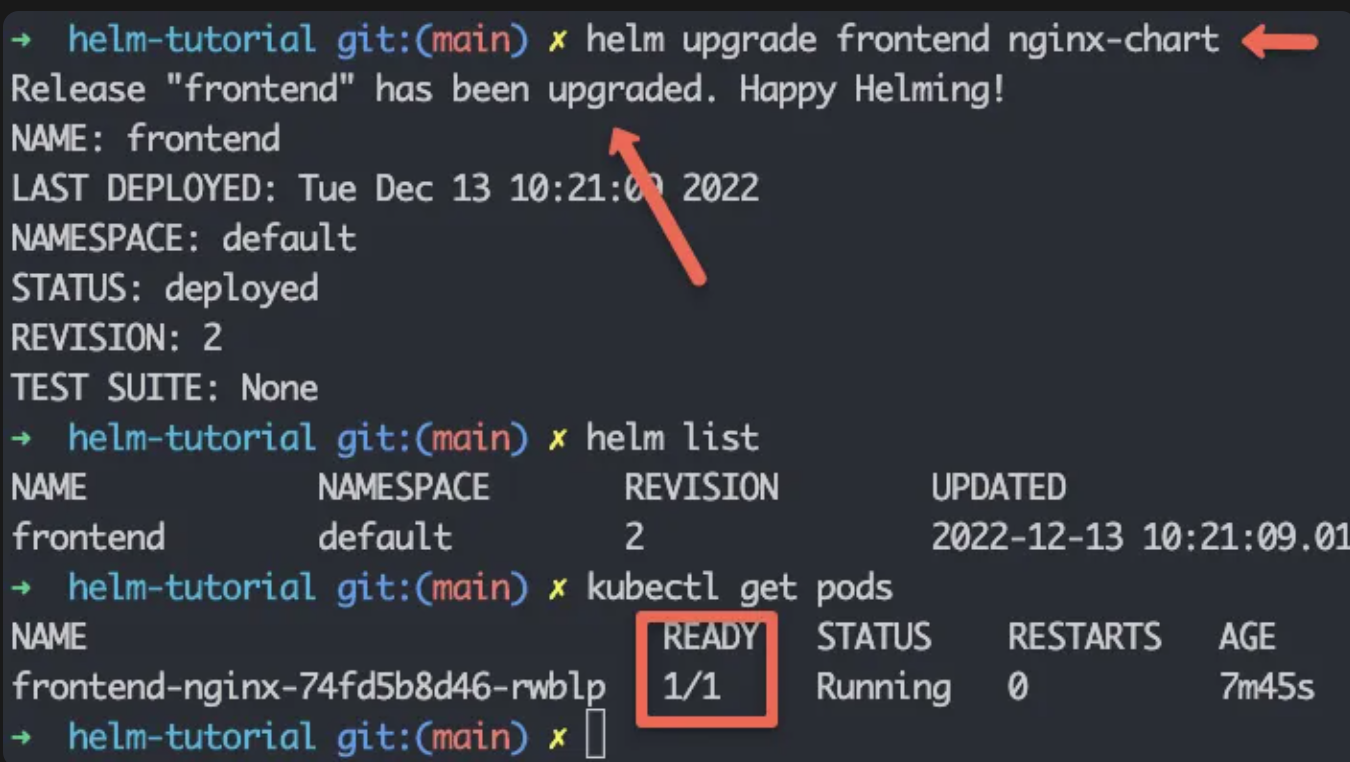 → helm-tutorial git:(main) ✗ helm upgrade frontend nginx-chart
Release "frontend" has been upgraded. Happy Helming!
NAME: frontend
LAST DEPLOYED: Tue Dec 13 10:21:09 2022
NAMESPACE: default
STATUS: deployed
REVISION: 2
TEST SUITE: None
→ helm-tutorial git:(main) ✗ helm list
NAME NAMESPACE REVISION UPDATED
frontend default 2 2022-12-13 10:21:09.01
→ helm-tutorial git:(main) ✗ kubectl get pods
NAME READY STATUS RESTARTS AGE
frontend-nginx-74fd5b8d46-rwblp 1/1 Running 0 7m45s
→ helm-tutorial git:(main) ✗